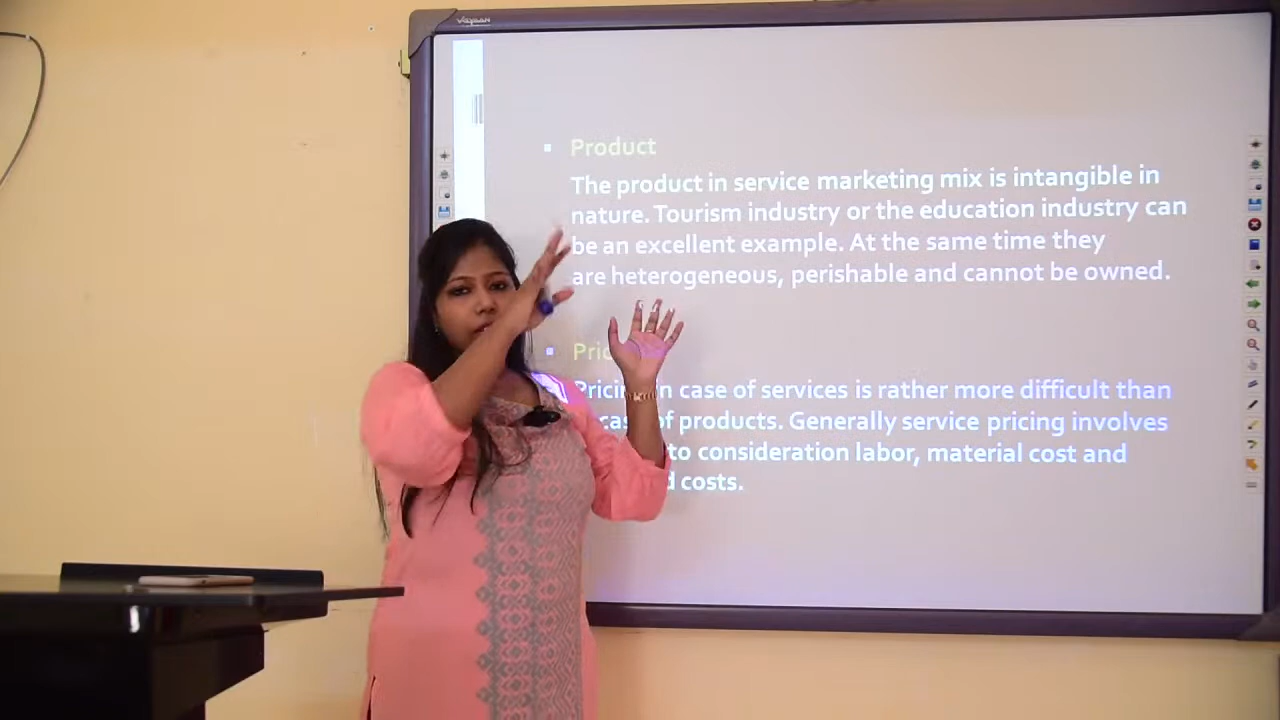 Product
The product in service marketing mix is intangible in
nature. Tourism industry or the education industry can
be an excellent example. At the same time they
are heterogeneous, perishable and cannot be owned.
in case of services is rather more difficult than
of products. Generally service pricing involves
consideration labor, material cost and
costs.